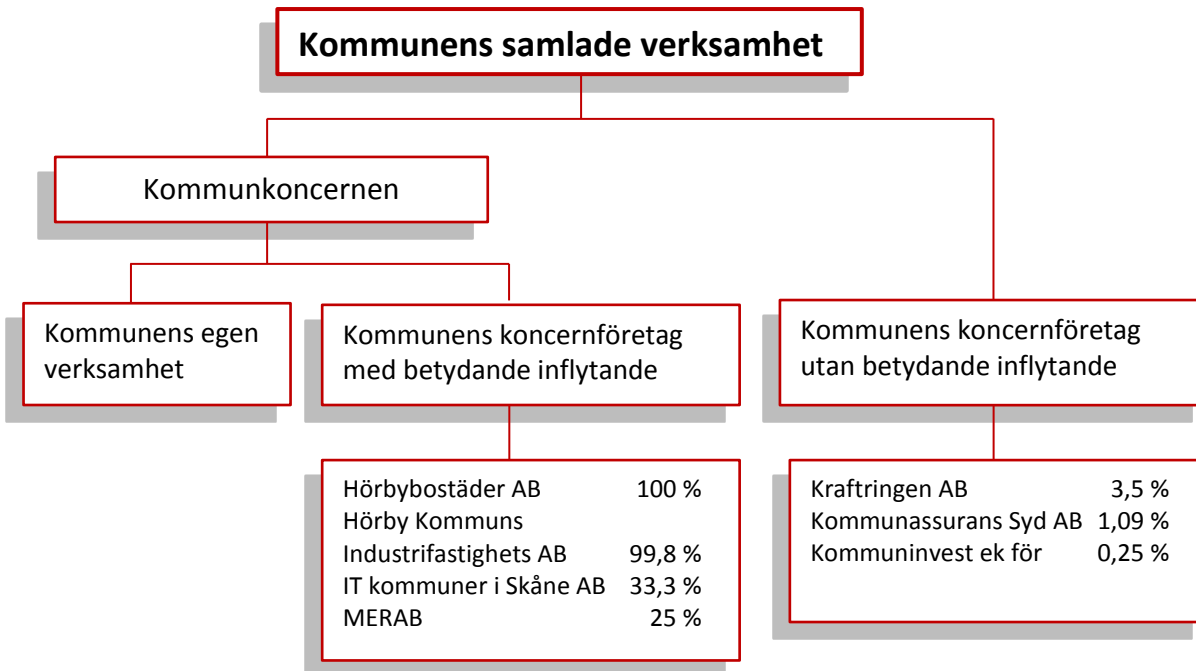 Kommunens samlade verksamhet
Kommunkoncernen
Kommunens egen
verksamhet
Kommunens koncernföretag
med betydande inflytande
Kommunens koncernföretag
utan betydande inflytande
Hörbybostäder AB 100 %
Hörby Kommuns
Industrifastighets AB 99,8 %
IT kommuner i Skåne AB 33,3 %
MERAB 25 %
Kraftringen AB 3,5 %
Kommunassurans Syd AB 1,09 %
Kommuninvest ek för 0,25 %